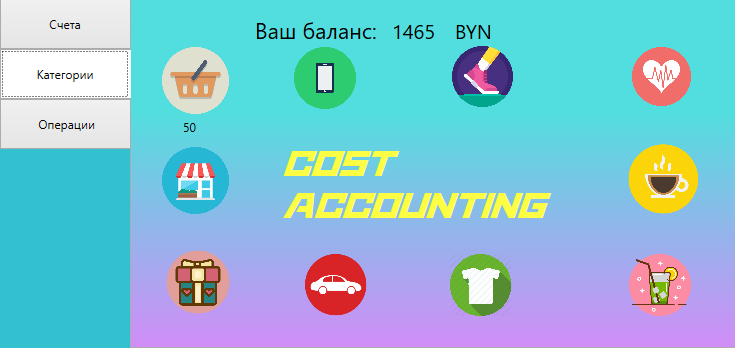 Счета
Категории
Операции
Ваш баланс: 1465 BYN
50
COST
ACCOUNTING